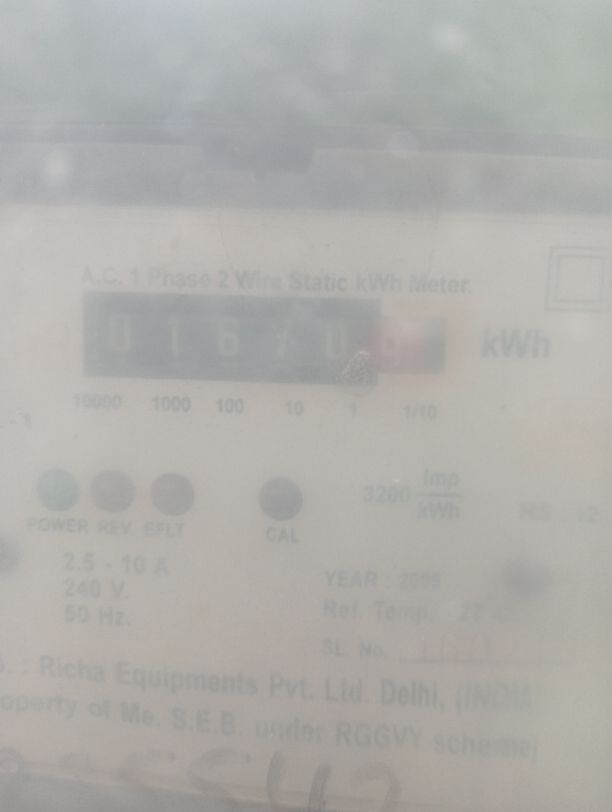 A.C. 1 Phase 2 Wire Static kWh Meter.
0 1 6 7 0 kWh
10000 1000 100 10 1 1/10
3200 Imp/kWh
POWER REV. EFLT CAL
2.5 - 10 A
240 V.
50 Hz.
YEAR : 2009
Ref. Temp. 27
SL. No.
: Richa Equipments Pvt. Ltd. Delhi, (INDIA)
operty of Me. S.E.B. under RGGVY scheme)